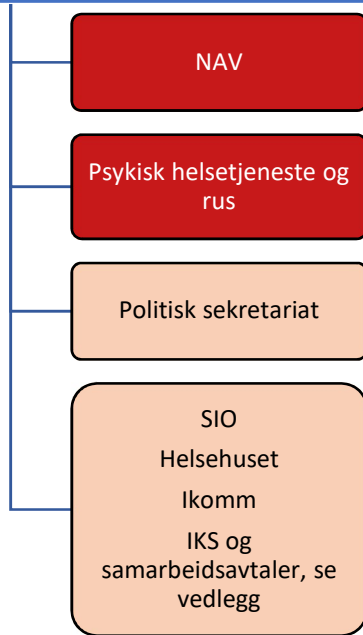 NAV
Psykisk helsetjeneste og
rus
Politisk sekretariat
SIO
Helsehuset
Ikomm
IKS og
samarbeidsavtaler, se
vedlegg